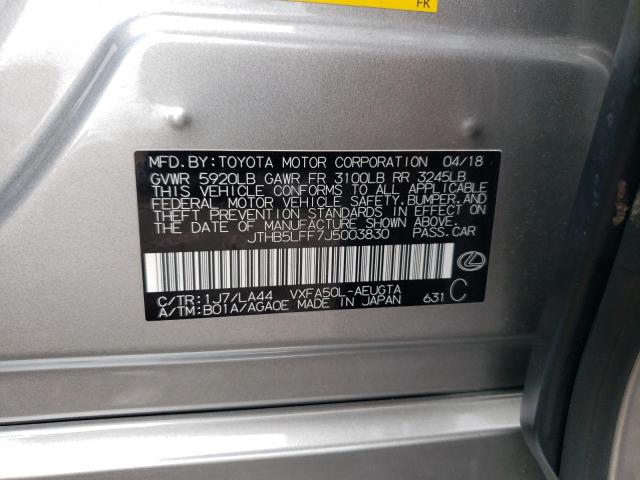 FK
MFD.BY:TOYOTA MOTOR CORPORATION 04/18
GVWR 5920LB GAWR FR 3100LB RR 3245LB
THIS VEHICLE CONFORMS TO ALL APPLICABLE
FEDERAL MOTOR VEHICLE SAFETY, BUMPER, AND
THEFT PREVENTION STANDARDS IN EFFECT ON
THE DATE OF MANUFACTURE SHOWN ABOVE.
JTHB5LFF7J5003830 PASS.CAR
C/TR:1J7/LA44 VXFA50L-AEUGTA
A/TM:B01A/AGA0E MADE IN JAPAN 631 C